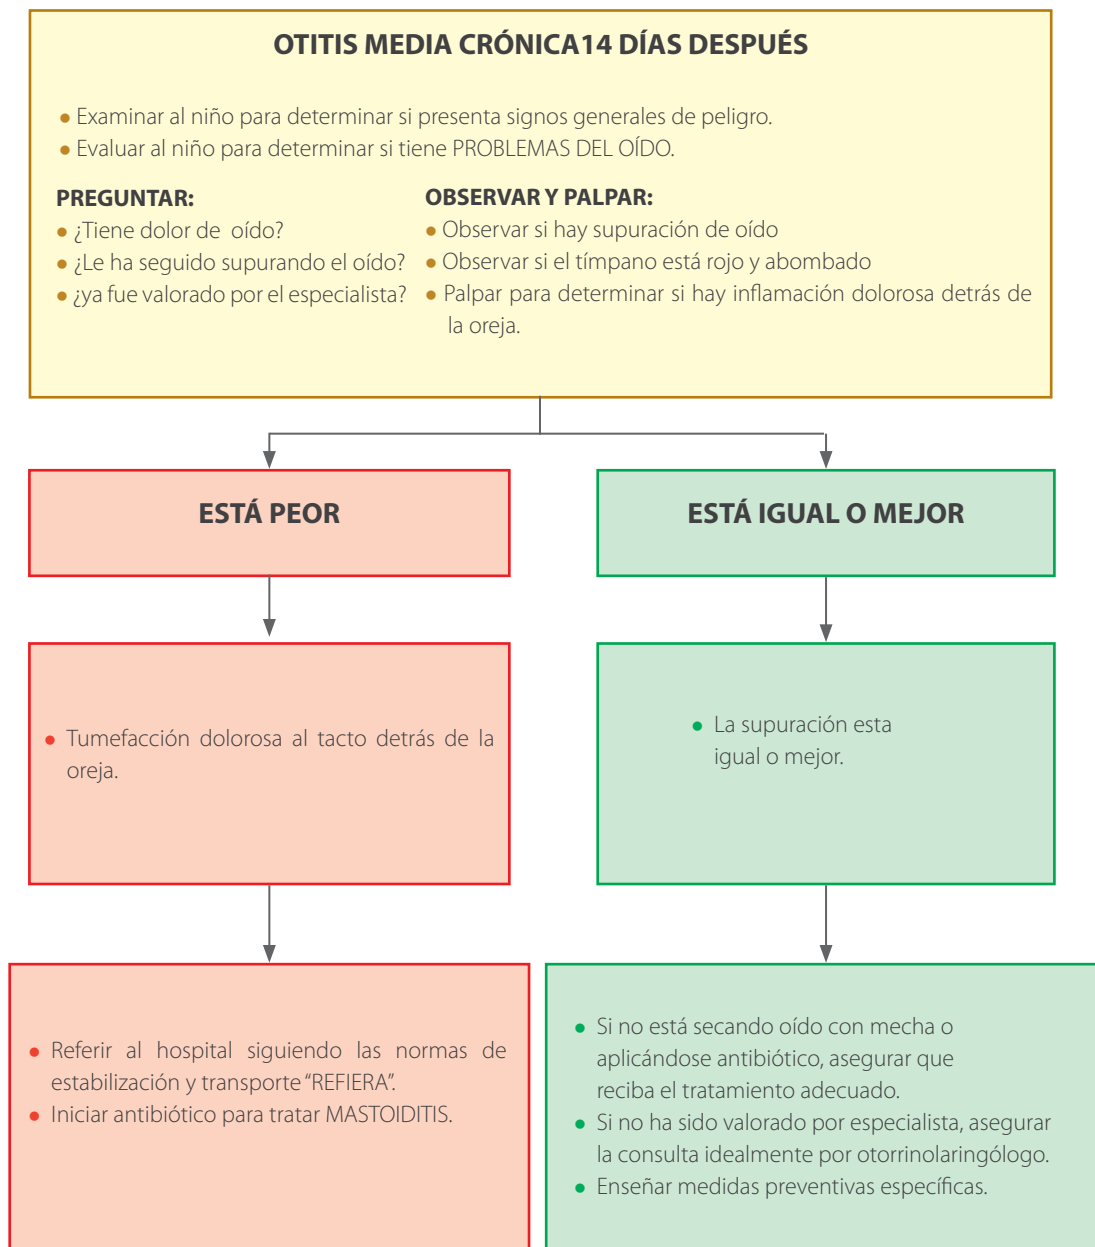 OTITIS MEDIA CRÓNICA14 DÍAS DESPUÉS
● Examinar al niño para determinar si presenta signos generales de peligro.
● Evaluar al niño para determinar si tiene PROBLEMAS DEL OÍDO.
PREGUNTAR:
● ¿Tiene dolor de oído?
● ¿Le ha seguido supurando el oído?
● ¿ya fue valorado por el especialista?
OBSERVAR Y PALPAR:
● Observar si hay supuración de oído
● Observar si el tímpano está rojo y abombado
● Palpar para determinar si hay inflamación dolorosa detrás de
la oreja.
ESTÁ PEOR
● Tumefacción dolorosa al tacto detrás de la
oreja.
● Referir al hospital siguiendo las normas de
estabilización y transporte “REFIERA”.
● Iniciar antibiótico para tratar MASTOIDITIS.
ESTÁ IGUAL O MEJOR
● La supuración esta
igual o mejor.
● Si no está secando oído con mecha o
aplicándose antibiótico, asegurar que
reciba el tratamiento adecuado.
● Si no ha sido valorado por especialista, asegurar
la consulta idealmente por otorrinolaringólogo.
● Enseñar medidas preventivas específicas.